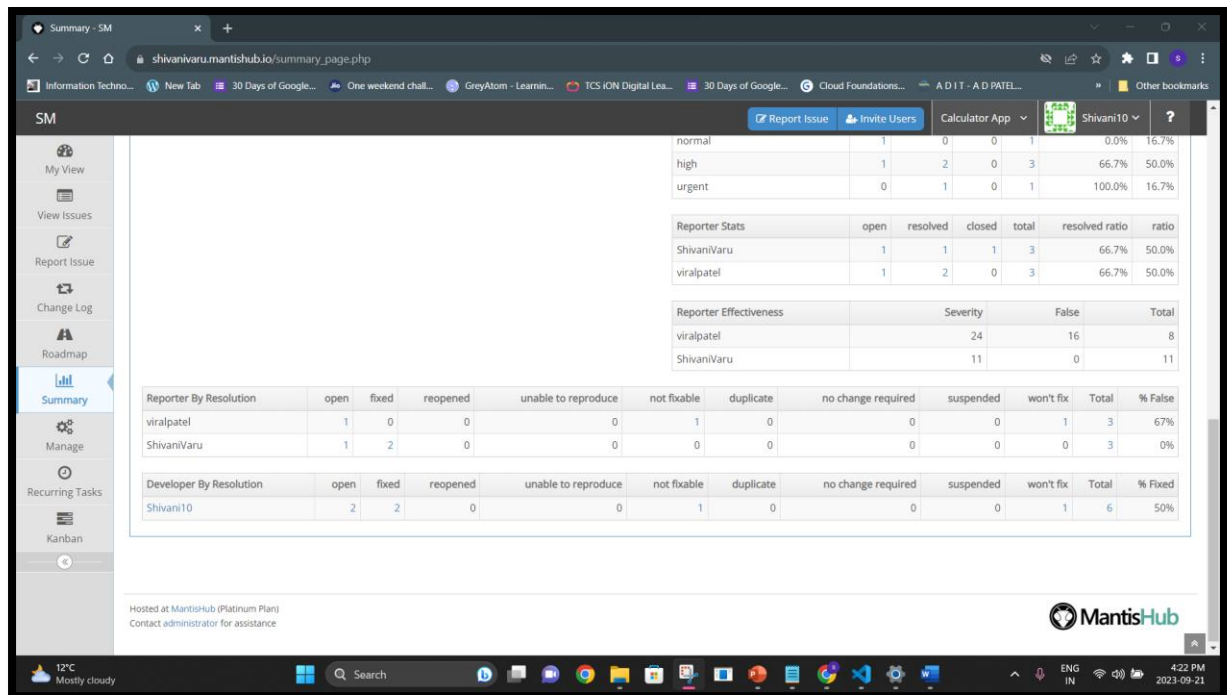 Summary - SM
shivanivaru.mantishub.io/summary_page.php
Information Techno... New Tab 30 Days of Google... One weekend chall... GreyAtom - Learnin... TCS iON Digital Lea... 30 Days of Google... Cloud Foundations... A D I T - A D PATEL... » Other bookmarks
SM Report Issue Invite Users Calculator App Shivani10 ?
My View
View Issues
Report Issue
Change Log
Roadmap
Summary
Manage
Recurring Tasks
Kanban
normal 1 0 0 1 0.0% 16.7%
high 1 2 0 3 66.7% 50.0%
urgent 0 1 0 1 100.0% 16.7%
Reporter Stats open resolved closed total resolved ratio ratio
ShivaniVaru 1 1 1 3 66.7% 50.0%
viralpatel 1 2 0 3 66.7% 50.0%
Reporter Effectiveness Severity False Total
viralpatel 24 16 8
ShivaniVaru 11 0 11
Reporter By Resolution open fixed reopened unable to reproduce not fixable duplicate no change required suspended won't fix Total % False
viralpatel 1 0 0 0 1 0 0 0 1 3 67%
ShivaniVaru 1 2 0 0 0 0 0 0 0 3 0%
Developer By Resolution open fixed reopened unable to reproduce not fixable duplicate no change required suspended won't fix Total % Fixed
Shivani10 2 2 0 0 1 0 0 0 1 6 50%
Hosted at MantisHub (Platinum Plan)
Contact administrator for assistance
MantisHub
12°C
Mostly cloudy
Search
ENG
IN
4:22 PM
2023-09-21